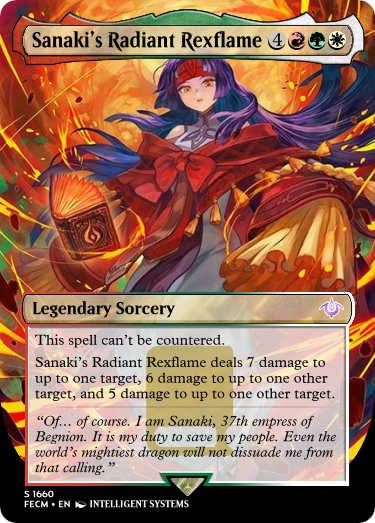 Sanaki's Radiant Rexflame 4
Legendary Sorcery
This spell can't be countered.
Sanaki's Radiant Rexflame deals 7 damage to
up to one target, 6 damage to up to one other
target, and 5 damage to up to one other target.
“Of… of course. I am Sanaki, 37th empress of
Begnion. It is my duty to save my people. Even the
world's mightiest dragon will not dissuade me from
that calling.”
S 1660
FECM • EN INTELLIGENT SYSTEMS